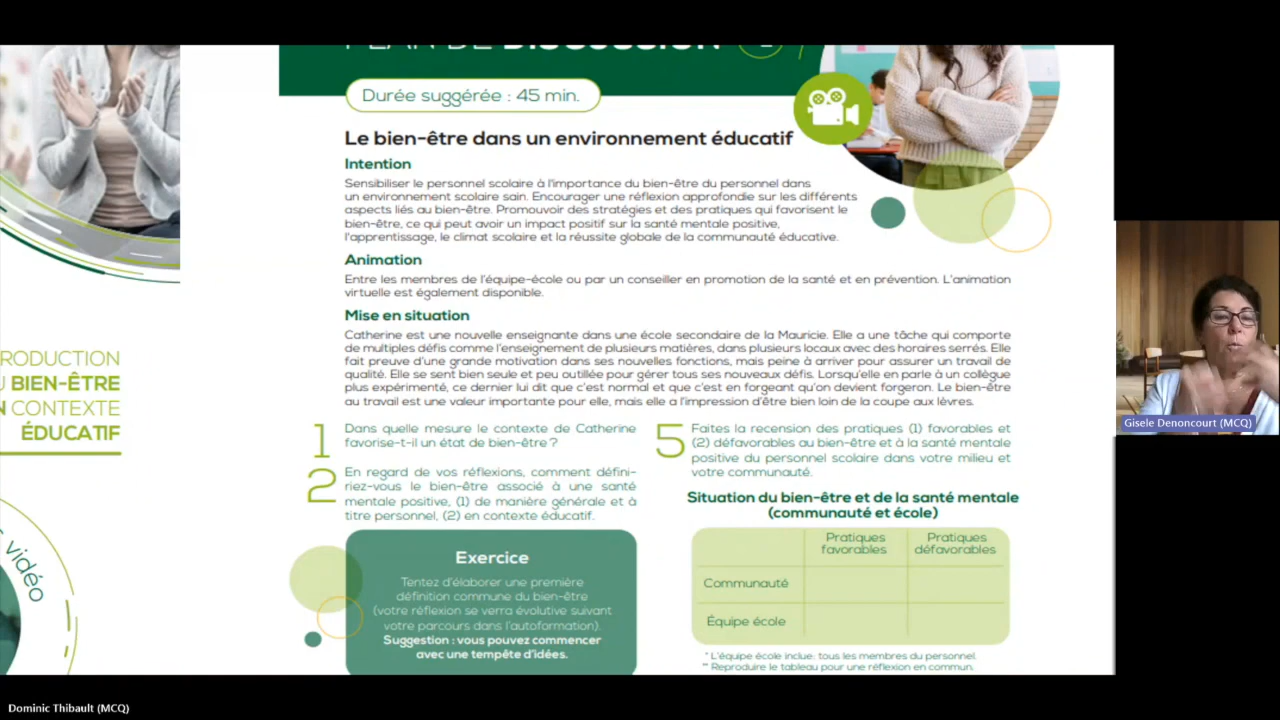 PLAN DE DISCUSSION
Durée suggérée : 45 min.
Le bien-être dans un environnement éducatif
Intention
Sensibiliser le personnel scolaire à l'importance du bien-être du personnel dans
un environnement scolaire sain. Encourager une réflexion approfondie sur les différents
aspects liés au bien-être. Promouvoir des stratégies et des pratiques qui favorisent le
bien-être, ce qui peut avoir un impact positif sur la santé mentale positive,
l'apprentissage, le climat scolaire et la réussite globale de la communauté éducative.
Animation
Entre les membres de l'équipe-école ou par un conseiller en promotion de la santé et en prévention. L'animation
virtuelle est également disponible.
Mise en situation
Catherine est une nouvelle enseignante dans une école secondaire de la Mauricie. Elle a une tâche qui comporte
de multiples défis comme l'enseignement de plusieurs matières, dans plusieurs locaux avec des horaires serrés. Elle
fait preuve d'une grande motivation dans ses nouvelles fonctions, mais peine à arriver pour assurer un travail de
qualité. Elle se sent bien seule et peu outillée pour gérer tous ses nouveaux défis. Lorsqu'elle en parle à un collègue
plus expérimenté, ce dernier lui dit que c'est normal et que c'est en forgeant qu'on devient forgeron. Le bien-être
au travail est une valeur importante pour elle, mais elle a l'impression d'être bien loin de la coupe aux lèvres.
1 Dans quelle mesure le contexte de Catherine
favorise-t-il un état de bien-être ?
2 En regard de vos réflexions, comment défini-
riez-vous le bien-être associé à une santé
mentale positive, (1) de manière générale et à
titre personnel, (2) en contexte éducatif.
Exercice
Tentez d'élaborer une première
définition commune du bien-être
(votre réflexion se verra évolutive suivant
votre parcours dans l'autoformation).
Suggestion : vous pouvez commencer
avec une tempête d'idées.
5 Faites la recension des pratiques (1) favorables et
(2) défavorables au bien-être et à la santé mentale
positive du personnel scolaire dans votre milieu et
votre communauté.
Situation du bien-être et de la santé mentale
(communauté et école)
Pratiques favorables
Pratiques défavorables
Communauté
Équipe école
* L'équipe école inclue: tous les membres du personnel.
** Reproduire le tableau pour une réflexion en commun.
RODUCTION
U BIEN-ÊTRE
N CONTEXTE
ÉDUCATIF
vidéo
Gisele Denoncourt (MCQ)
Dominic Thibault (MCQ)